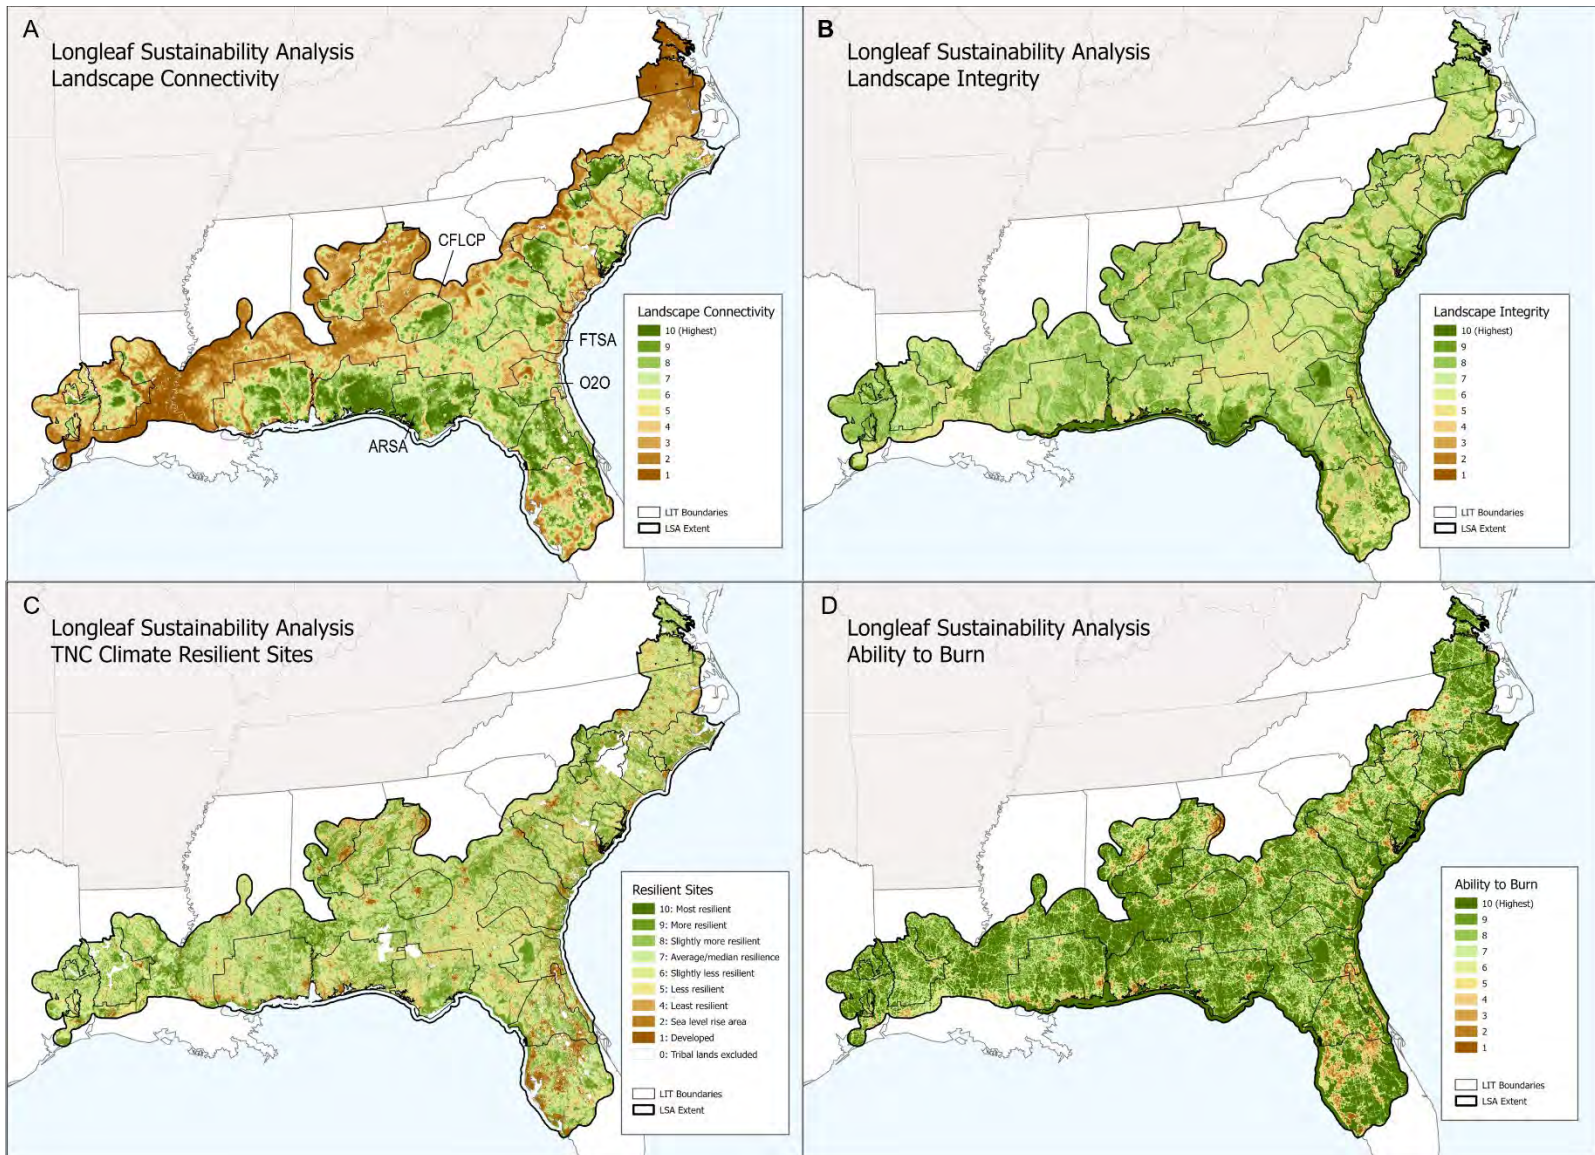 A
Longleaf Sustainability Analysis
Landscape Connectivity
CFLCP
FTSA
O2O
ARSA
Landscape Connectivity
10 (Highest)
9
8
7
6
5
4
3
2
1
LIT Boundaries
LSA Extent
B
Longleaf Sustainability Analysis
Landscape Integrity
Landscape Integrity
10 (Highest)
9
8
7
6
5
4
3
2
1
LIT Boundaries
LSA Extent
C
Longleaf Sustainability Analysis
TNC Climate Resilient Sites
Resilient Sites
10: Most resilient
9: More resilient
8: Slightly more resilient
7: Average/median resilience
6: Slightly less resilient
5: Less resilient
4: Least resilient
2: Sea level rise area
1: Developed
0: Tribal lands excluded
LIT Boundaries
LSA Extent
D
Longleaf Sustainability Analysis
Ability to Burn
Ability to Burn
10 (Highest)
9
8
7
6
5
4
3
2
1
LIT Boundaries
LSA Extent